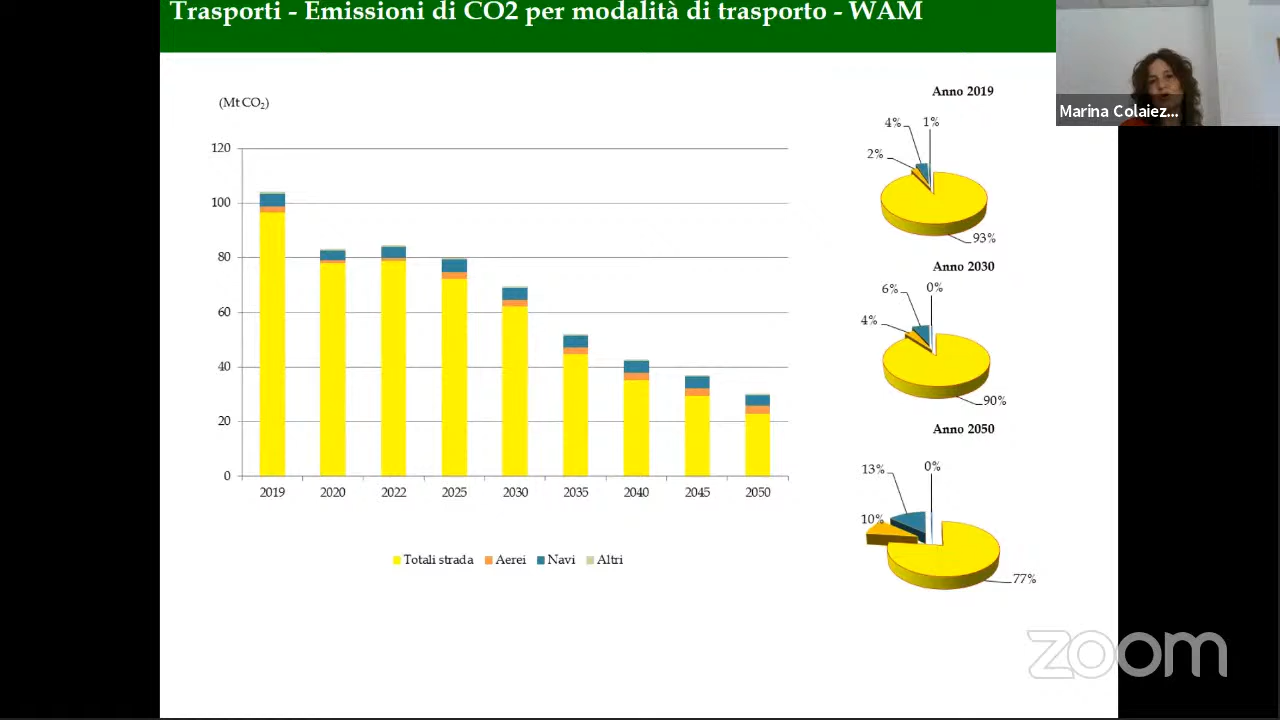 Trasporti - Emissioni di CO2 per modalità di trasporto - WAM
Marina Colaiez...
(Mt CO2)
120
100
80
60
40
20
0
2019 2020 2022 2025 2030 2035 2040 2045 2050
Totali strada Aerei Navi Altri
Anno 2019
4% 1%
2%
93%
Anno 2030
6% 0%
4%
90%
Anno 2050
13% 0%
10%
77%
zoom